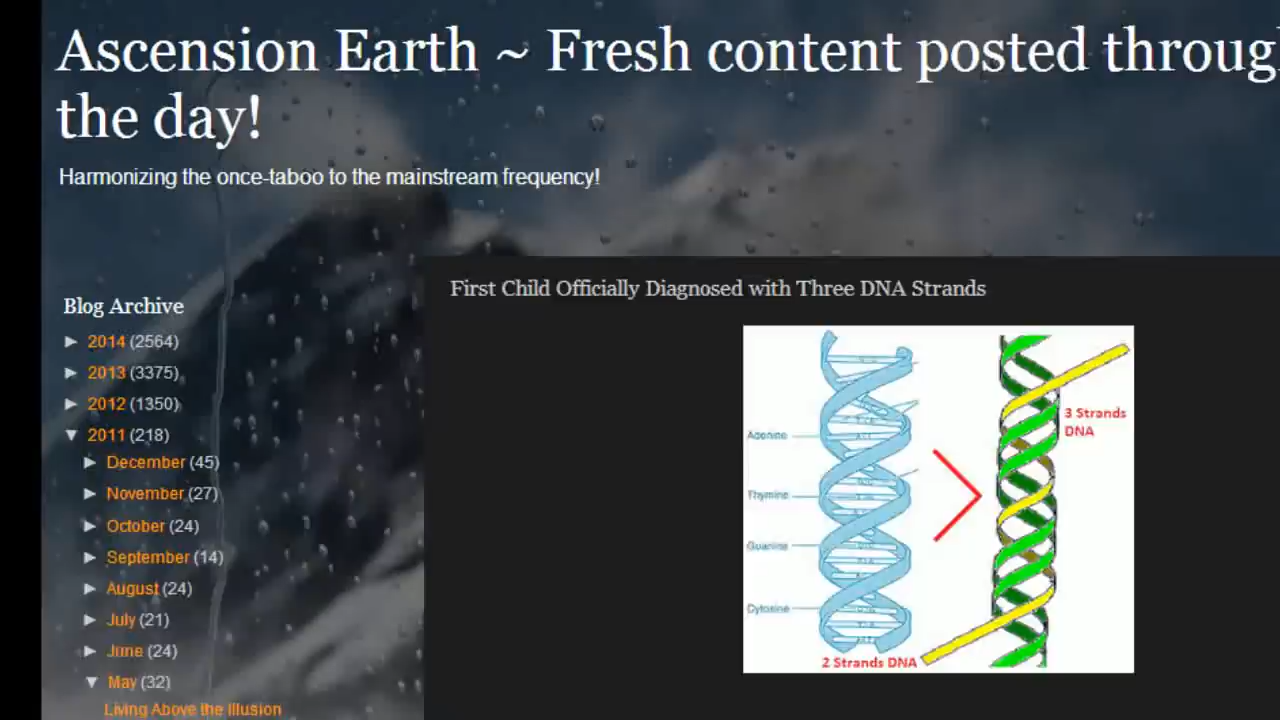 Ascension Earth ~ Fresh content posted throug
the day!
Harmonizing the once-taboo to the mainstream frequency!
Blog Archive
► 2014 (2564)
► 2013 (3375)
► 2012 (1350)
▼ 2011 (218)
► December (45)
► November (27)
► October (24)
► September (14)
► August (24)
► July (21)
► June (24)
▼ May (32)
Living Above the Illusion
First Child Officially Diagnosed with Three DNA Strands
Adenine
Thymine
Guanine
Cytosine
2 Strands DNA
3 Strands
DNA